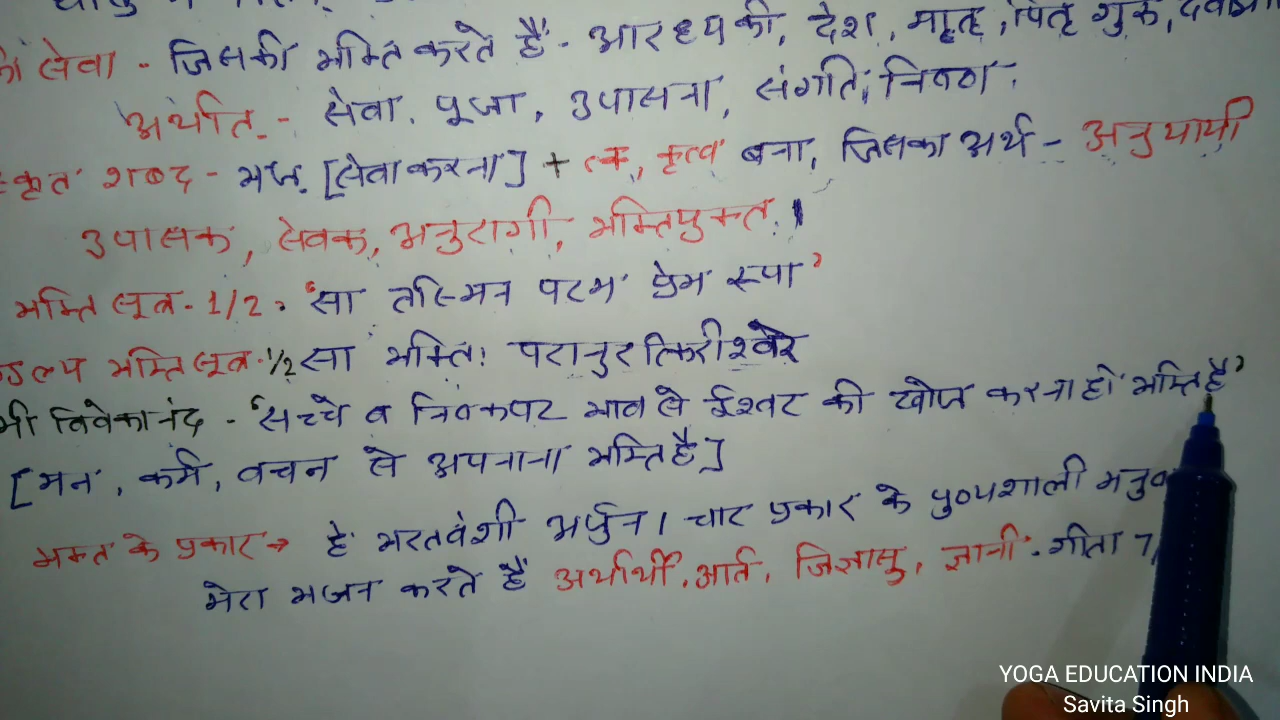 की सेवा - जिसकी भक्ति करते हैं - आरध्य की, देश, मातृ, पितृ गुरु,
अर्थात - सेवा, पूजा, उपासना, संगति, निष्ठा,
स्कृत शब्द - भज् [सेवा करना] + क्त, कृत्व बना, जिसका अर्थ - अनुयायी
उपासक, सेवक, अनुरागी, भक्तियुक्त।
भक्ति सूत्र - 1/2 - "सा तस्मिन परम प्रेम रूपा"
भक्ति सूत्र - 1/2 सा भक्तिः परानुरक्तिरीश्वरे
मी विवेकानंद - "सच्चे व निष्कपट भाव से ईश्वर की खोज करना ही भक्ति है"
[मन, कर्म, वचन से अपनाना भक्ति है]
भक्त के प्रकार → हे भरतवंशी अर्जुन। चार प्रकार के पुण्यशाली
मेरा भजन करते हैं अर्थार्थी, आर्त, जिज्ञासु, ज्ञानी - गीता 7/
YOGA EDUCATION INDIA
Savita Singh